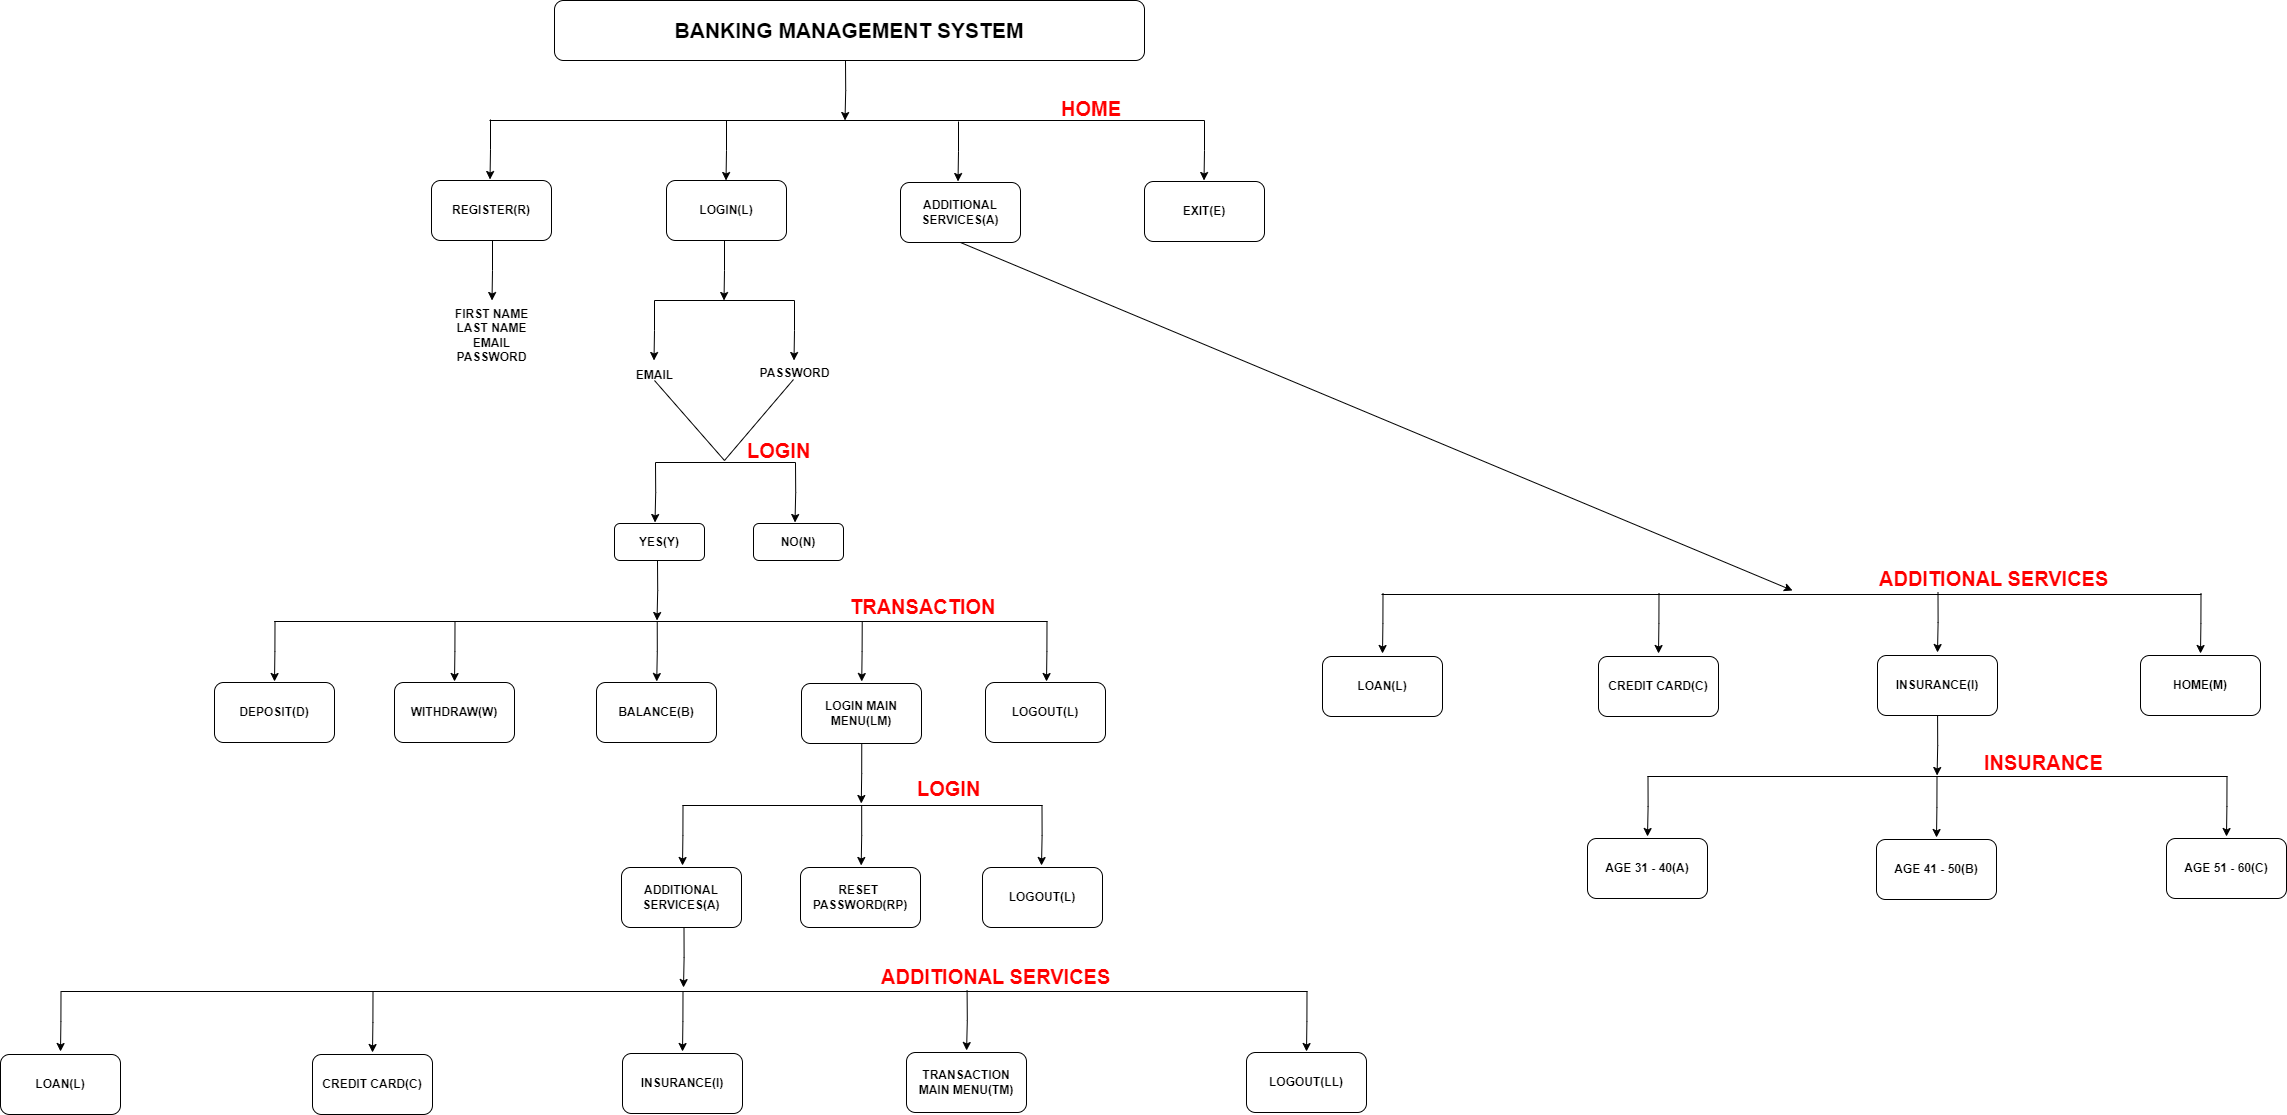 BANKING MANAGEMENT SYSTEM
HOME
REGISTER(R)
LOGIN(L)
ADDITIONAL
SERVICES(A)
EXIT(E)
FIRST NAME
LAST NAME
EMAIL
PASSWORD
EMAIL
PASSWORD
LOGIN
YES(Y)
NO(N)
TRANSACTION
DEPOSIT(D)
WITHDRAW(W)
BALANCE(B)
LOGIN MAIN
MENU(LM)
LOGOUT(L)
LOGIN
ADDITIONAL
SERVICES(A)
RESET
PASSWORD(RP)
LOGOUT(L)
ADDITIONAL SERVICES
LOAN(L)
CREDIT CARD(C)
INSURANCE(I)
TRANSACTION
MAIN MENU(TM)
LOGOUT(LL)
ADDITIONAL SERVICES
LOAN(L)
CREDIT CARD(C)
INSURANCE(I)
HOME(M)
INSURANCE
AGE 31 - 40(A)
AGE 41 - 50(B)
AGE 51 - 60(C)